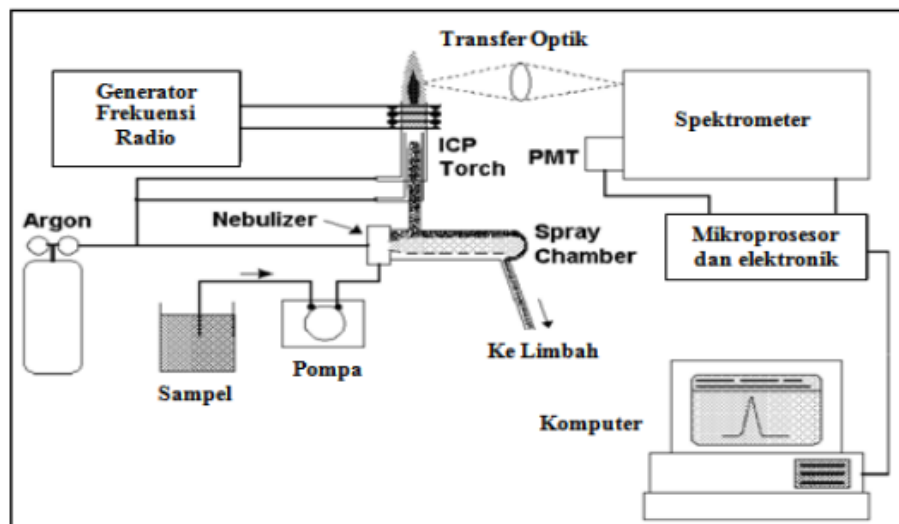 Transfer Optik
Generator
Frekuensi
Radio
Spektrometer
ICP
Torch
PMT
Argon
Nebulizer
Spray
Chamber
Mikroprosesor
dan elektronik
Sampel
Pompa
Ke Limbah
Komputer